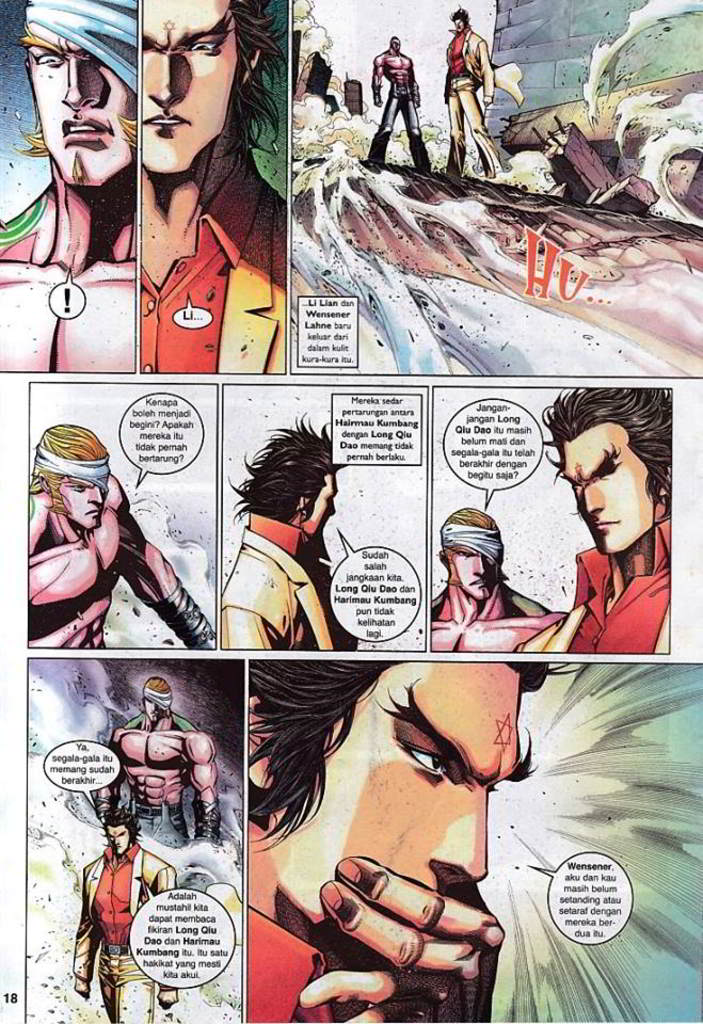 !
Li...
...Li Lian dan
Wensener
Lahne baru
keluar dari
dalam kulit
kura-kura itu.
HU...
Kenapa
boleh menjadi
begini? Apakah
mereka itu
tidak pernah
bertarung?
Mereka sedar
pertarungan antara
Hairmau Kumbang
dengan Long Qiu
Dao memang tidak
pernah berlaku.
Sudah
salah
jangkaan kita.
Long Qiu Dao dan
Harimau Kumbang
pun tidak
kelihatan
lagi.
Jangan-
jangan Long
Qiu Dao itu masih
belum mati dan
segala-gala itu telah
berakhir dengan
begitu saja?
Ya,
segala-gala itu
memang sudah
berakhir...
Adalah
mustahil kita
dapat membaca
fikiran Long Qiu
Dao dan Harimau
Kumbang itu. Itu satu
hakikat yang mesti
kita akui.
Wensener,
aku dan kau
masih belum
setanding atau
setaraf dengan
mereka ber-
dua itu.
18